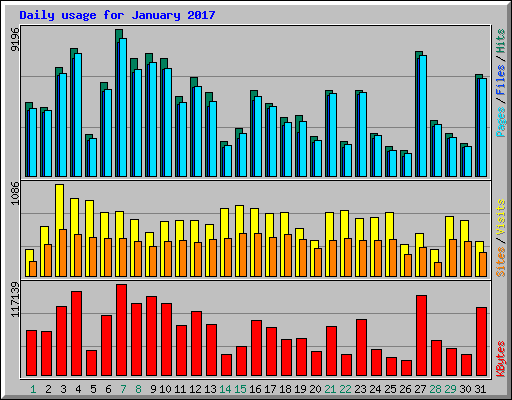 Daily usage for January 2017
9196
Pages / Files / Hits
1086
Sites / Visits
117139
KBytes
1 2 3 4 5 6 7 8 9 10 11 12 13 14 15 16 17 18 19 20 21 22 23 24 25 26 27 28 29 30 31